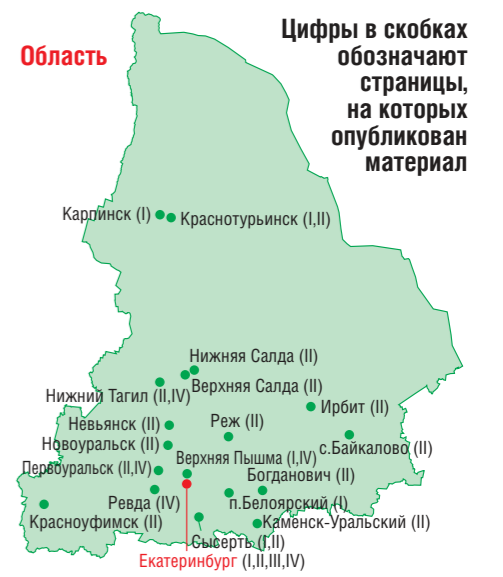 Область
Цифры в скобках
обозначают
страницы,
на которых
опубликован
материал
Карпинск (I)
Краснотурьинск (I,II)
Нижняя Салда (II)
Верхняя Салда (II)
Нижний Тагил (II,IV)
Ирбит (II)
Невьянск (II)
Реж (II)
Новоуральск (II)
с.Байкалово (II)
Первоуральск (II,IV)
Верхняя Пышма (I,IV)
Богданович (II)
Ревда (IV)
п.Белоярский (I)
Красноуфимск (II)
Каменск-Уральский (II)
Сысерть (I,II)
Екатеринбург (I,II,III,IV)